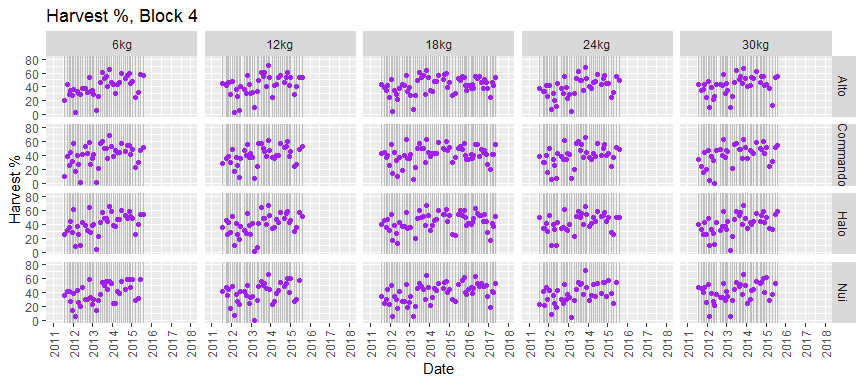 Harvest %, Block 4
6kg 12kg 18kg 24kg 30kg
80 60 40 20 0 Alto
80 60 40 20 0 Commando
80 60 40 20 0 Halo
80 60 40 20 0 Nui
Harvest %
2011 2012 2013 2014 2015 2016 2017 2018 2011 2012 2013 2014 2015 2016 2017 2018 2011 2012 2013 2014 2015 2016 2017 2018 2011 2012 2013 2014 2015 2016 2017 2018 2011 2012 2013 2014 2015 2016 2017 2018
Date